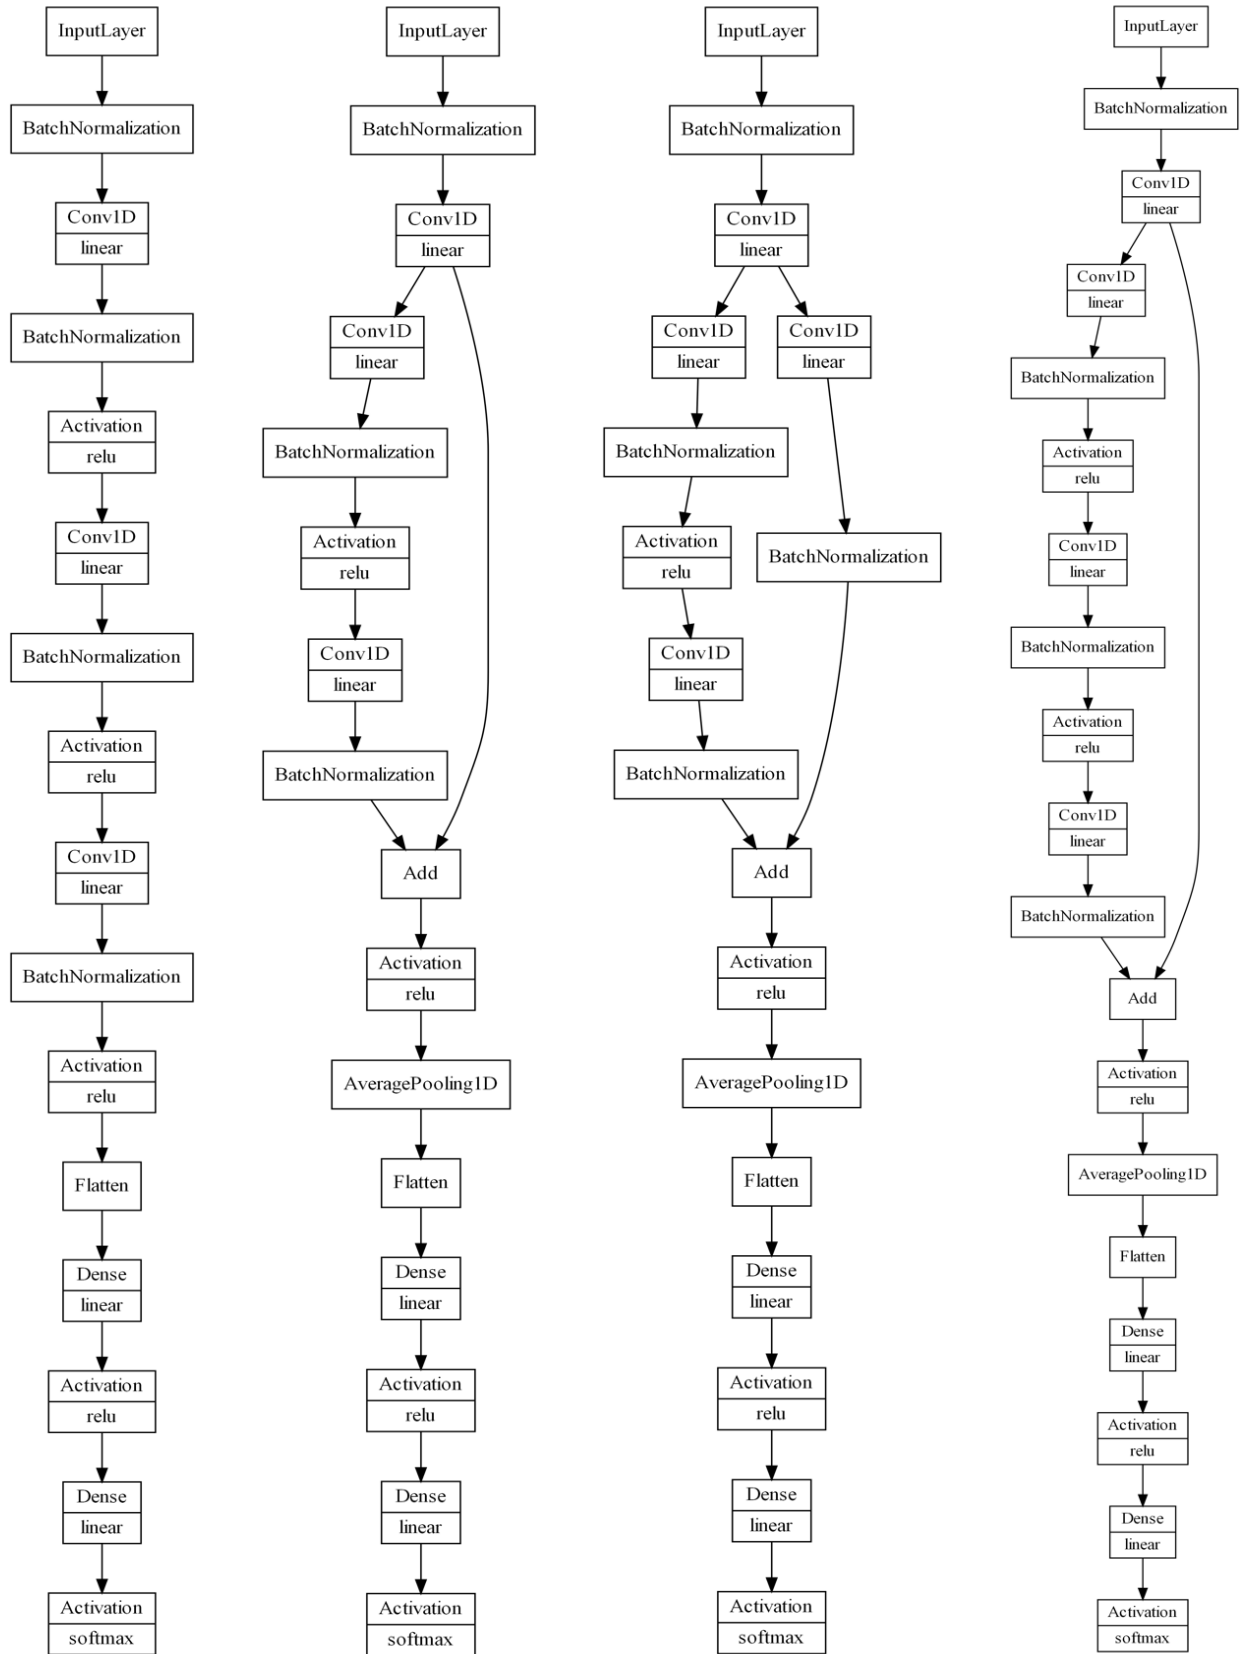 InputLayer
BatchNormalization
Conv1D
linear
BatchNormalization
Activation
relu
Conv1D
linear
BatchNormalization
Activation
relu
Conv1D
linear
BatchNormalization
Activation
relu
Flatten
Dense
linear
Activation
relu
Dense
linear
Activation
softmax
InputLayer
BatchNormalization
Conv1D
linear
Conv1D
linear
BatchNormalization
Activation
relu
Conv1D
linear
BatchNormalization
Add
Activation
relu
AveragePooling1D
Flatten
Dense
linear
Activation
relu
Dense
linear
Activation
softmax
InputLayer
BatchNormalization
Conv1D
linear
Conv1D
linear
Conv1D
linear
BatchNormalization
Activation
relu
BatchNormalization
Conv1D
linear
BatchNormalization
Add
Activation
relu
AveragePooling1D
Flatten
Dense
linear
Activation
relu
Dense
linear
Activation
softmax
InputLayer
BatchNormalization
Conv1D
linear
Conv1D
linear
BatchNormalization
Activation
relu
Conv1D
linear
BatchNormalization
Activation
relu
Conv1D
linear
BatchNormalization
Add
Activation
relu
AveragePooling1D
Flatten
Dense
linear
Activation
relu
Dense
linear
Activation
softmax